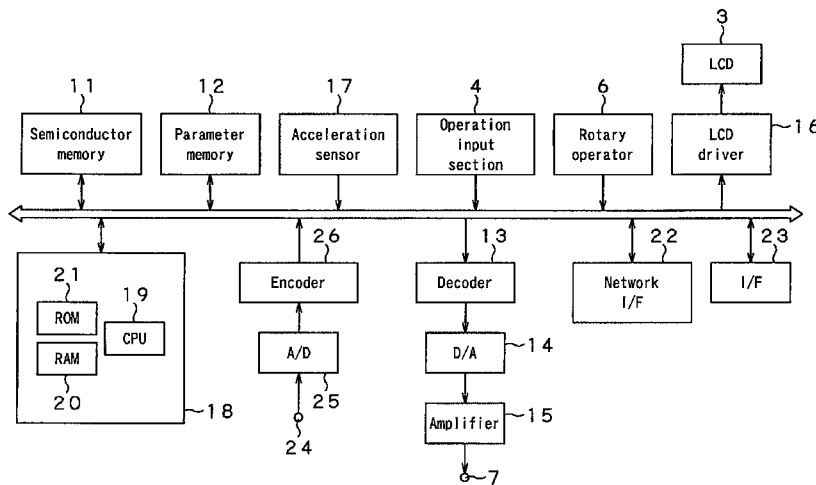 3
LCD
11
12
17
4
6
16
Semiconductor
memory
Parameter
memory
Acceleration
sensor
Operation
input
section
Rotary
operator
LCD
driver
26
13
22
23
21
19
ROM
CPU
RAM
20
18
Encoder
Decoder
Network
I/F
I/F
A/D
25
24
D/A
14
Amplifier
15
7